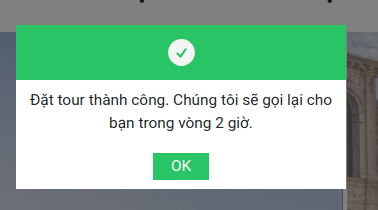 Đặt tour thành công. Chúng tôi sẽ gọi lại cho
bạn trong vòng 2 giờ.
OK